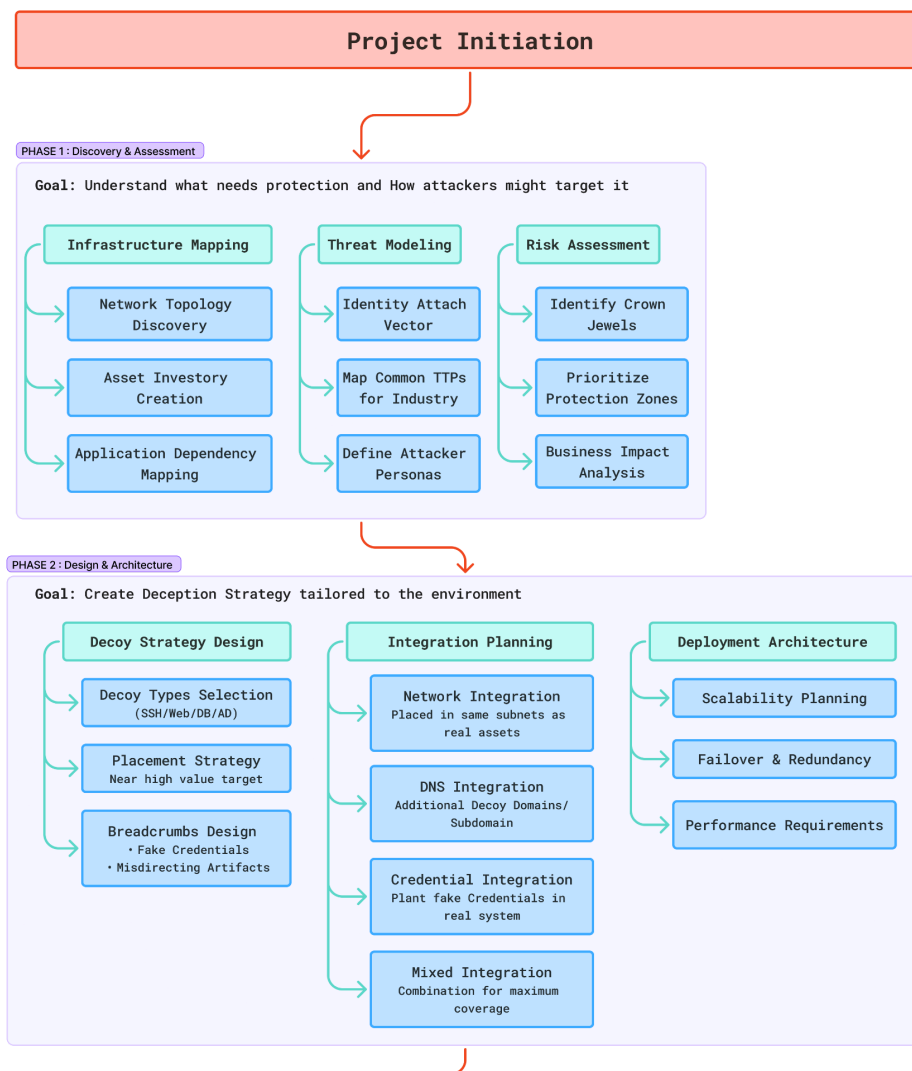 Project Initiation
PHASE 1 : Discovery & Assessment
Goal: Understand what needs protection and How attackers might target it
Infrastructure Mapping
Network Topology
Discovery
Asset Investory
Creation
Application Dependency
Mapping
Threat Modeling
Identity Attach
Vector
Map Common TTPs
for Industry
Define Attacker
Personas
Risk Assessment
Identify Crown
Jewels
Prioritize
Protection Zones
Business Impact
Analysis
PHASE 2 : Design & Architecture
Goal: Create Deception Strategy tailored to the environment
Decoy Strategy Design
Decoy Types Selection
(SSH/Web/DB/AD)
Placement Strategy
Near high value target
Breadcrumbs Design
• Fake Credentials
• Misdirecting Artifacts
Integration Planning
Network Integration
Placed in same subnets as
real assets
DNS Integration
Additional Decoy Domains/
Subdomain
Credential Integration
Plant fake Credentials in
real system
Mixed Integration
Combination for maximum
coverage
Deployment Architecture
Scalability Planning
Failover & Redundancy
Performance Requirements